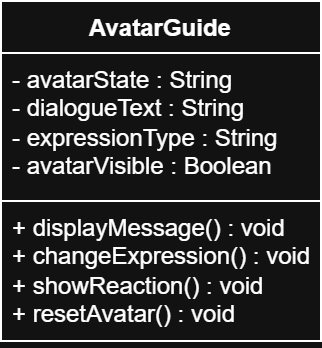 AvatarGuide
- avatarState : String
- dialogueText : String
- expressionType : String
- avatarVisible : Boolean
+ displayMessage() : void
+ changeExpression() : void
+ showReaction() : void
+ resetAvatar() : void